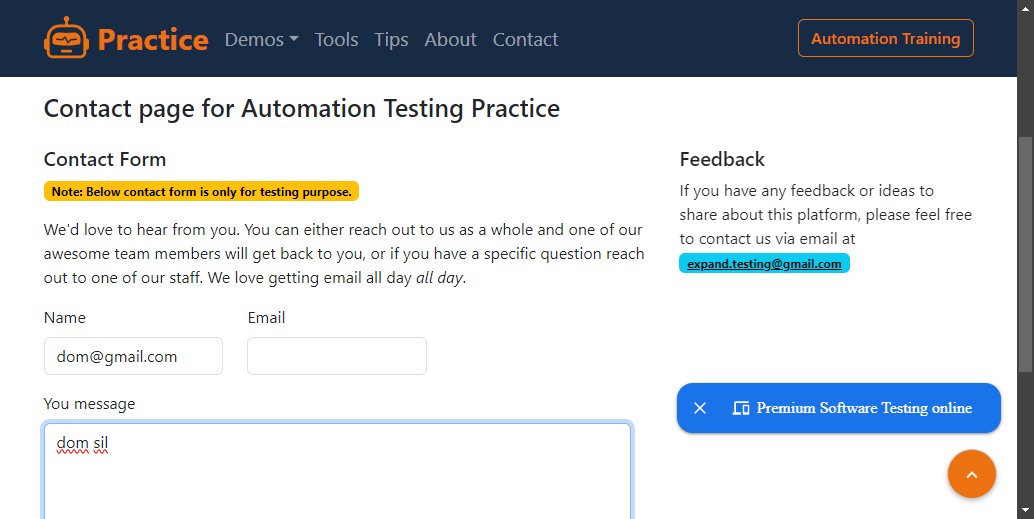 Practice Demos Tools Tips About Contact Automation Training
Contact page for Automation Testing Practice
Contact Form
Note: Below contact form is only for testing purpose.
We'd love to hear from you. You can either reach out to us as a whole and one of our
awesome team members will get back to you, or if you have a specific question reach
out to one of our staff. We love getting email all day all day.
Name Email
dom@gmail.com
You message
dom sil
Feedback
If you have any feedback or ideas to
share about this platform, please feel free
to contact us via email at
expand.testing@gmail.com
Premium Software Testing online